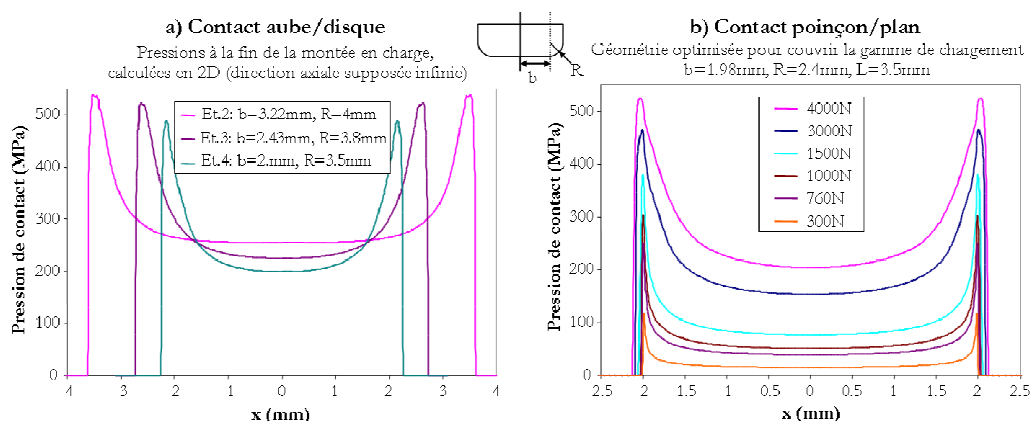 a) Contact aube/disque
Pressions à la fin de la montée en charge,
calculées en 2D (direction axiale supposée infinie)
b
R
b) Contact poinçon/plan
Géométrie optimisée pour couvrir la gamme de chargement
b=1.98mm, R=2.4mm, L=3.5mm
Pression de contact (MPa)
500
400
300
200
100
0
Et.2: b=3.22mm, R=4mm
Et.3: b=2.43mm, R=3.8mm
Et.4: b=2.mm, R=3.5mm
4 3 2 1 0 1 2 3 4
x (mm)
Pression de contact (MPa)
500
400
300
200
100
0
4000N
3000N
1500N
1000N
760N
300N
2.5 2 1.5 1 0.5 0 0.5 1 1.5 2 2.5
x (mm)